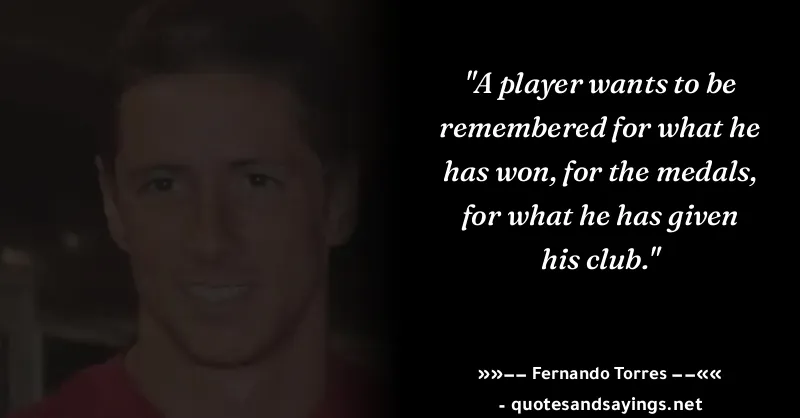 "A player wants to be
remembered for what he
has won, for the medals,
for what he has given
his club."
»»−− Fernando Torres −−««
- quotesandsayings.net